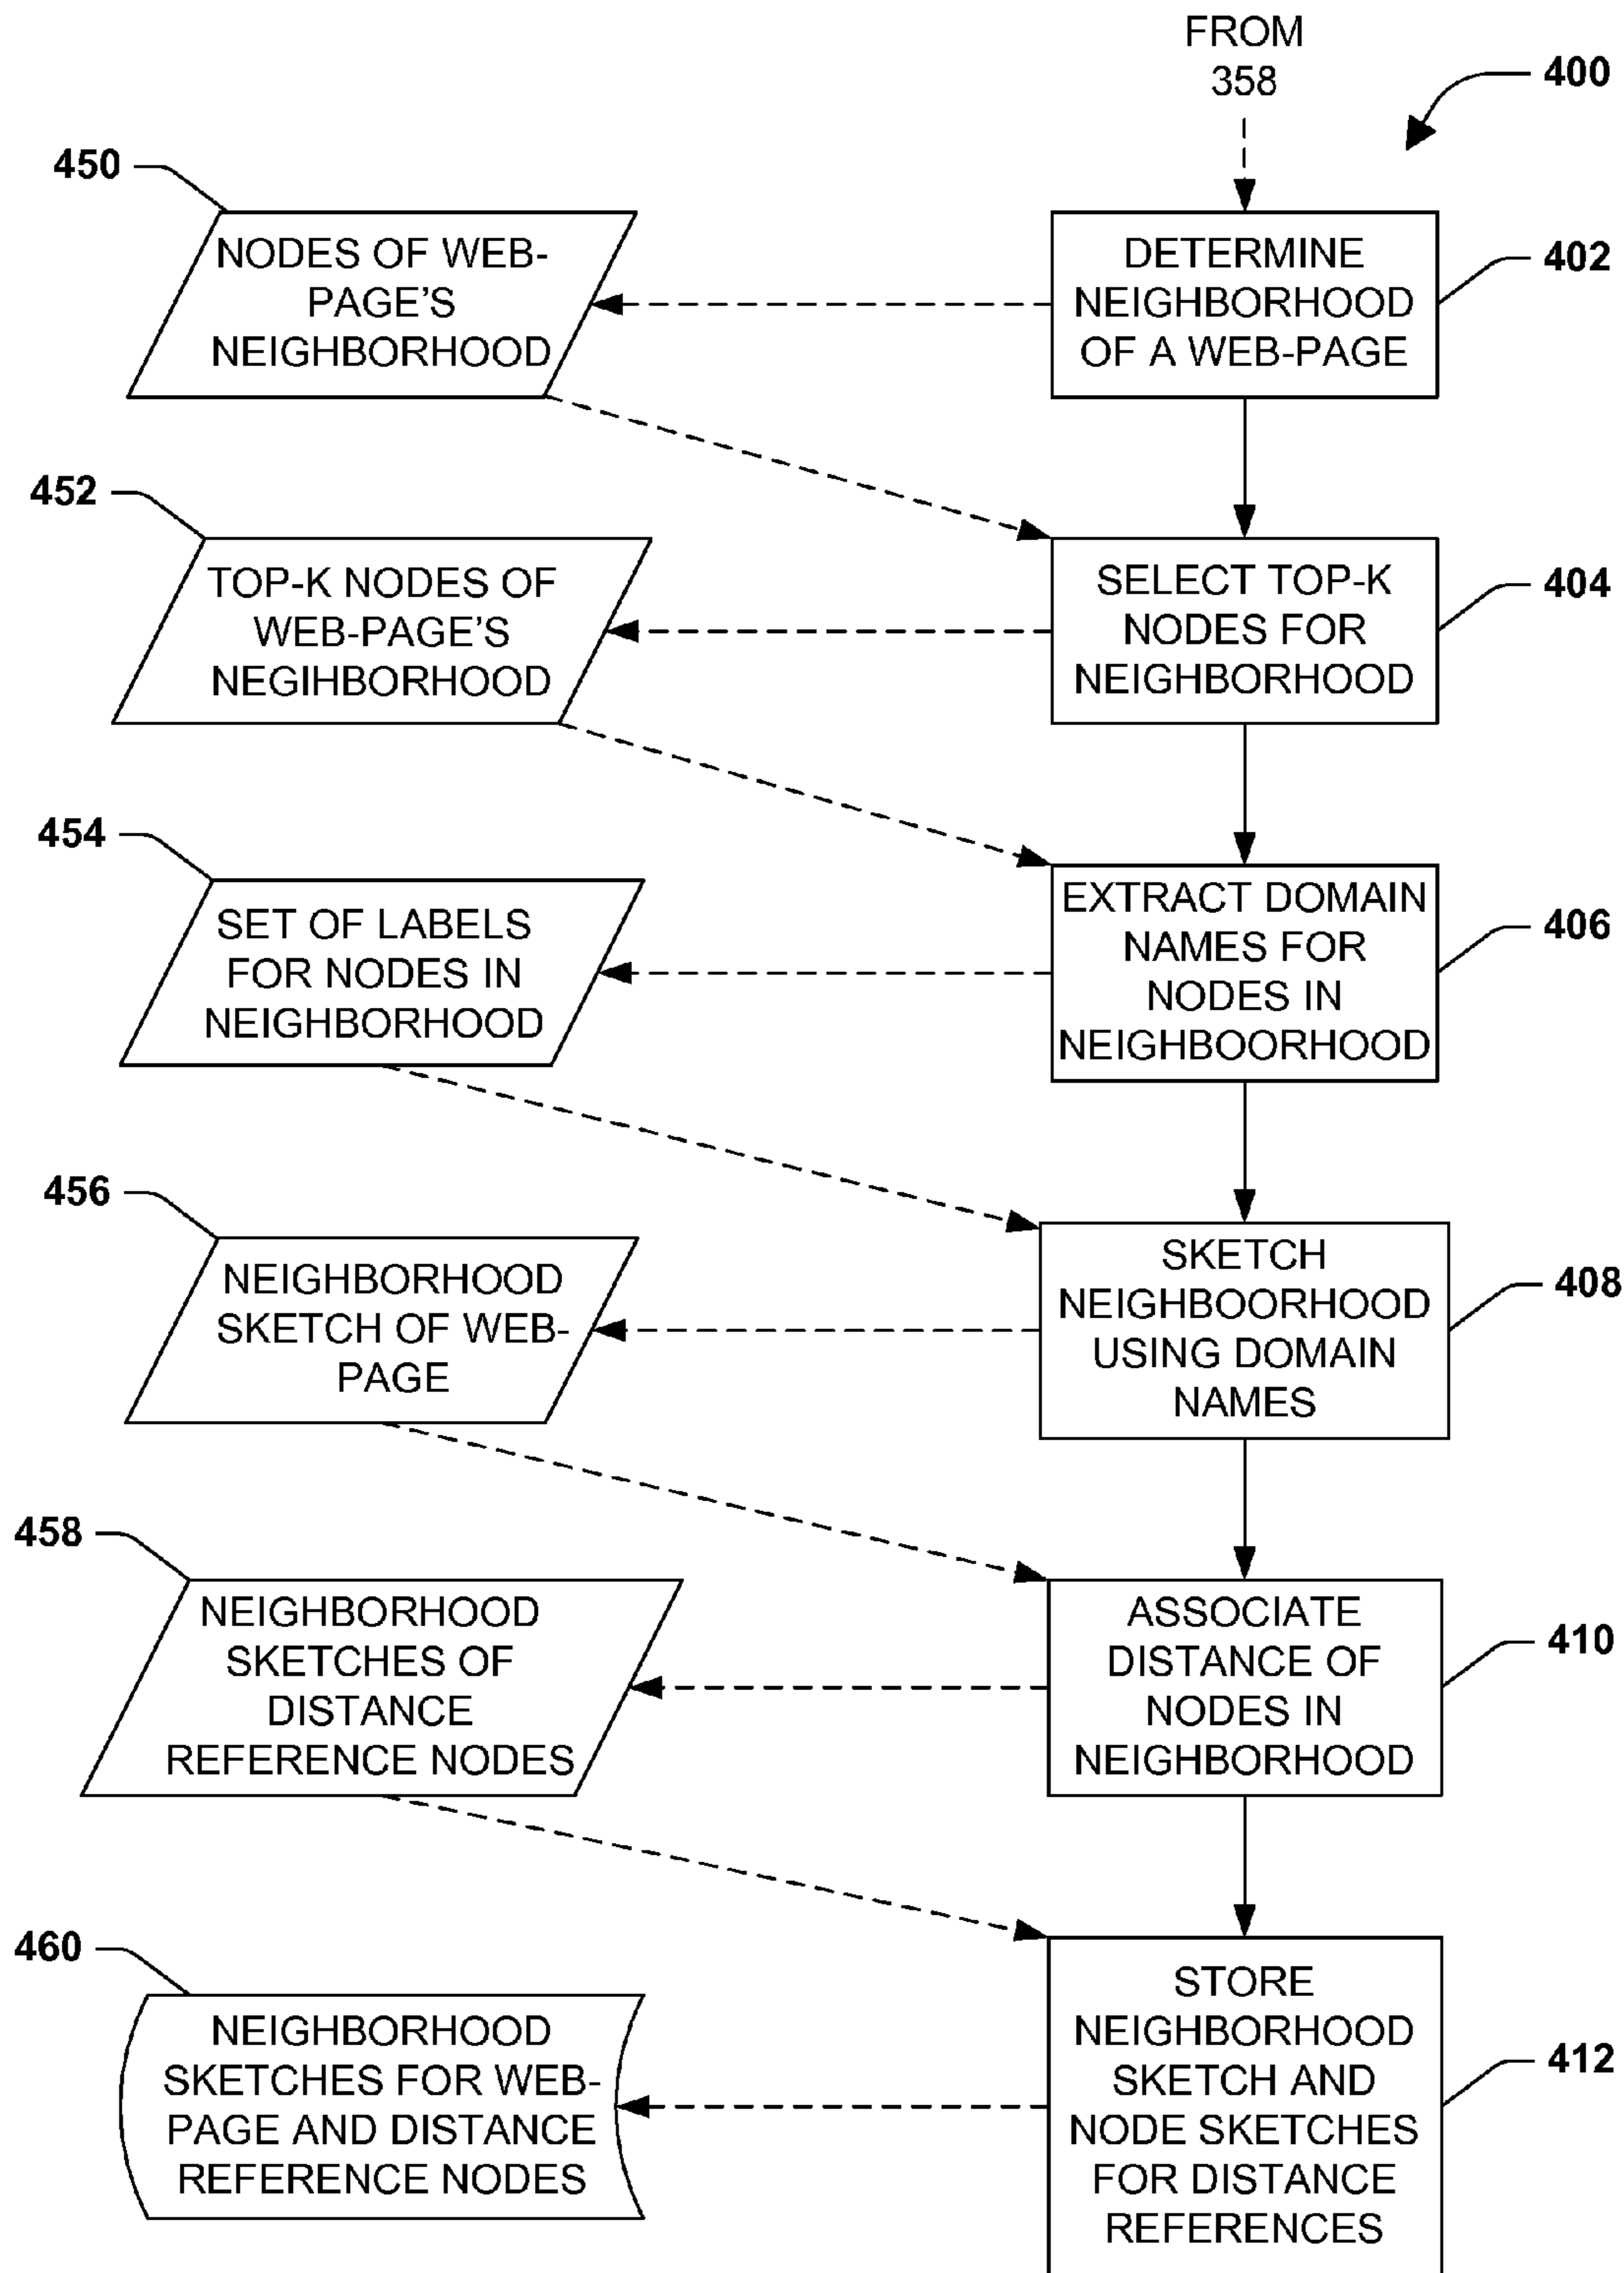 FROM
358
400
450
NODES OF WEB-
PAGE'S
NEIGHBORHOOD
DETERMINE
NEIGHBORHOOD
OF A WEB-PAGE
402
452
TOP-K NODES OF
WEB-PAGE'S
NEGIHBORHOOD
SELECT TOP-K
NODES FOR
NEIGHBORHOOD
404
454
SET OF LABELS
FOR NODES IN
NEIGHBORHOOD
EXTRACT DOMAIN
NAMES FOR
NODES IN
NEIGHBOORHOOD
406
456
NEIGHBORHOOD
SKETCH OF WEB-
PAGE
SKETCH
NEIGHBOORHOOD
USING DOMAIN
NAMES
408
458
NEIGHBORHOOD
SKETCHES OF
DISTANCE
REFERENCE NODES
ASSOCIATE
DISTANCE OF
NODES IN
NEIGHBORHOOD
410
460
NEIGHBORHOOD
SKETCHES FOR WEB-
PAGE AND DISTANCE
REFERENCE NODES
STORE
NEIGHBORHOOD
SKETCH AND
NODE SKETCHES
FOR DISTANCE
REFERENCES
412